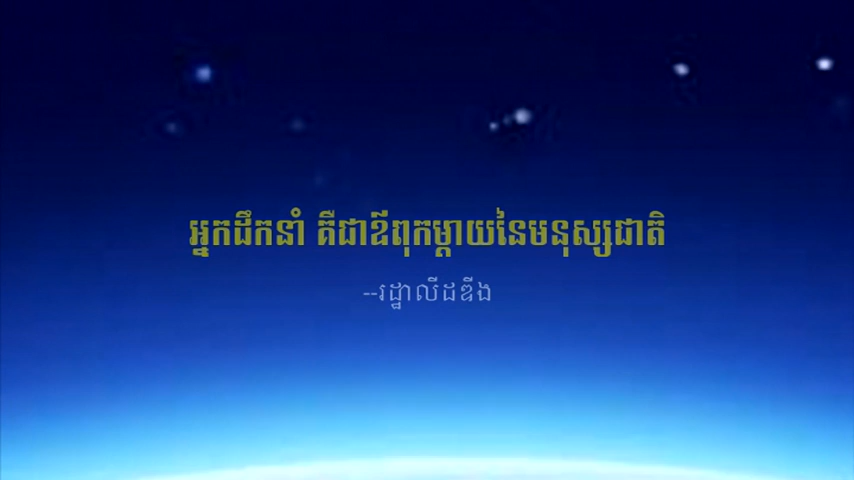 អ្នកដឹកនាំ គឺជាឪពុកម្តាយនៃមនុស្សជាតិ
--រដ្ឋាលីដឌីង